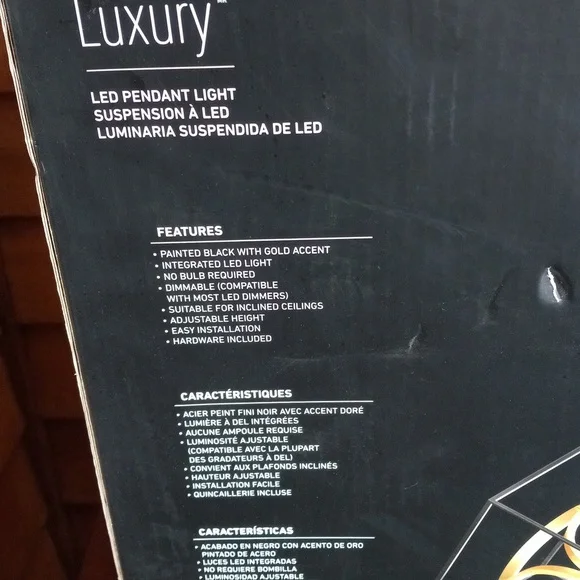 Luxury
LED PENDANT LIGHT
SUSPENSION À LED
LUMINARIA SUSPENDIDA DE LED
FEATURES
• PAINTED BLACK WITH GOLD ACCENT
• INTEGRATED LED LIGHT
• NO BULB REQUIRED
• DIMMABLE (COMPATIBLE
WITH MOST LED DIMMERS)
• SUITABLE FOR INCLINED CEILINGS
• ADJUSTABLE HEIGHT
• EASY INSTALLATION
• HARDWARE INCLUDED
CARACTÉRISTIQUES
• ACIER PEINT FINI NOIR AVEC ACCENT DORÉ
• LUMIÈRE À DEL INTÉGRÉES
• AUCUNE AMPOULE REQUISE
• LUMINOSITÉ AJUSTABLE
(COMPATIBLE AVEC LA PLUPART
DES GRADATEURS À DEL)
• CONVIENT AUX PLAFONDS INCLINÉS
• HAUTEUR AJUSTABLE
• INSTALLATION FACILE
• QUINCAILLERIE INCLUSE
CARACTERÍSTICAS
• ACABADO EN NEGRO CON ACENTO DE ORO
PINTADO DE ACERO
• LUCES LED INTEGRADAS
• NO REQUIERE BOMBILLA
• LUMINOSIDAD AJUSTABLE